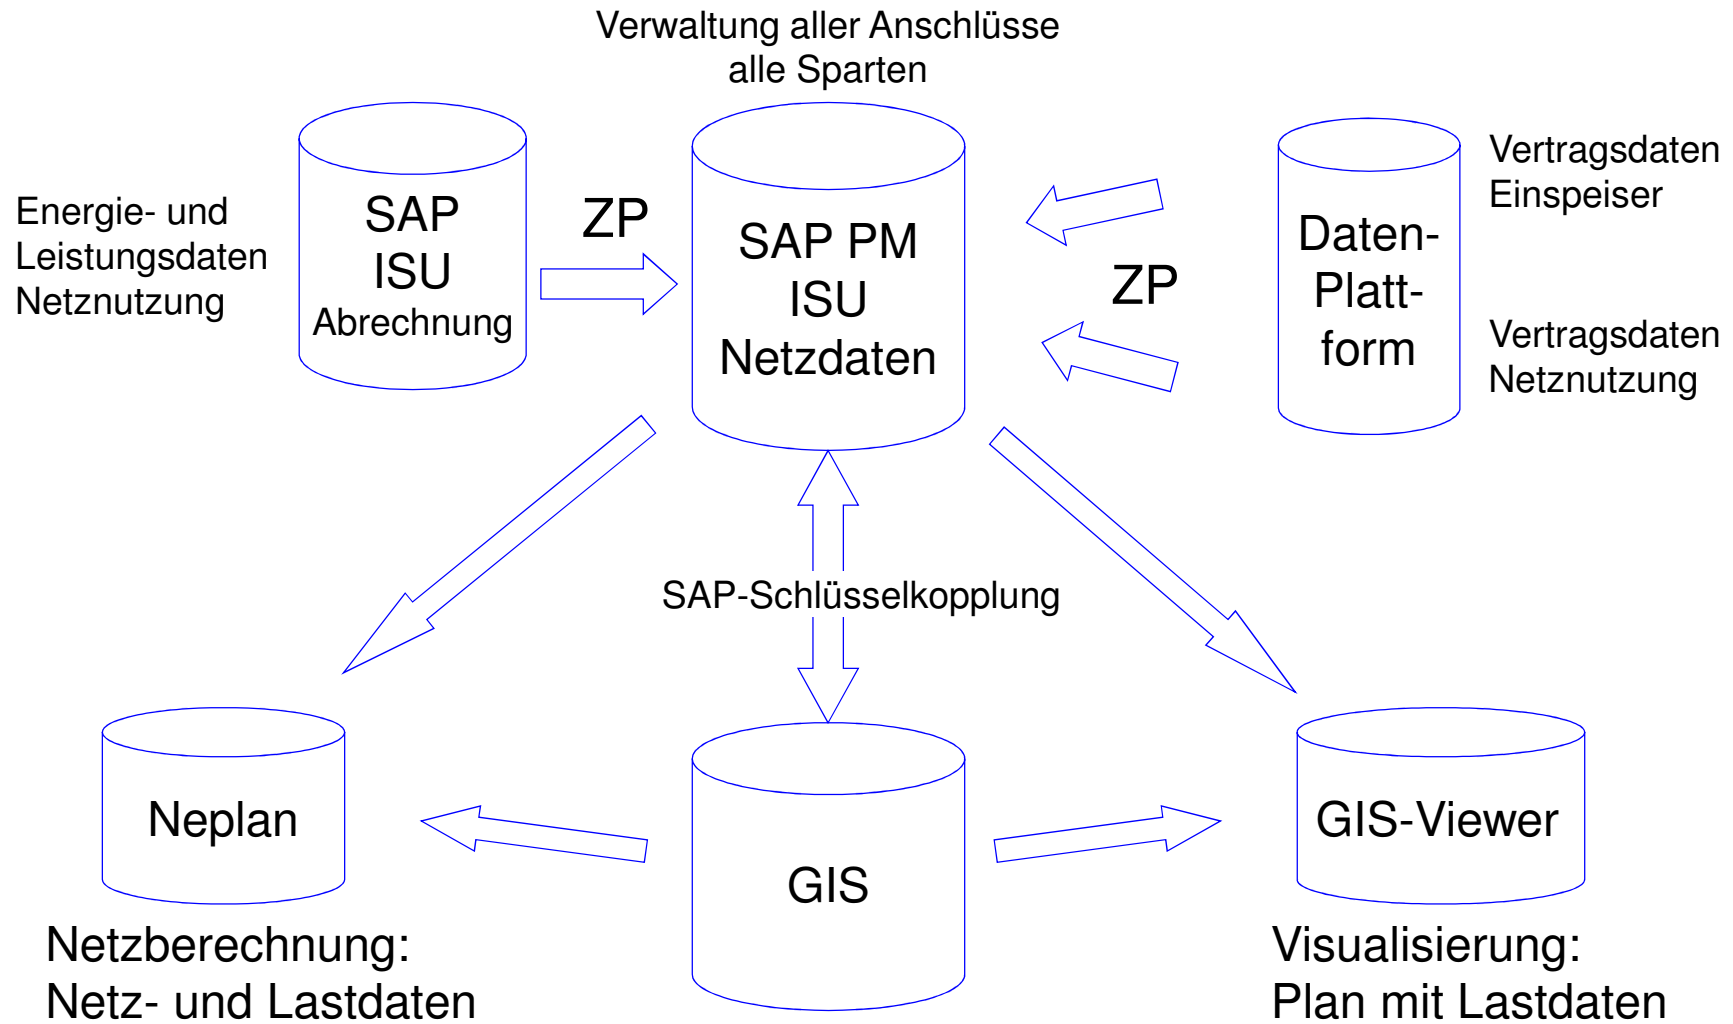 Verwaltung aller Anschlüsse
alle Sparten
Energie- und
Leistungsdaten
Netznutzung
SAP
ISU
Abrechnung
ZP
SAP PM
ISU
Netzdaten
ZP
Daten-
Platt-
form
Vertragsdaten
Einspeiser
Vertragsdaten
Netznutzung
SAP-Schlüsselkopplung
Neplan
GIS
GIS-Viewer
Netzberechnung:
Netz- und Lastdaten
Visualisierung:
Plan mit Lastdaten